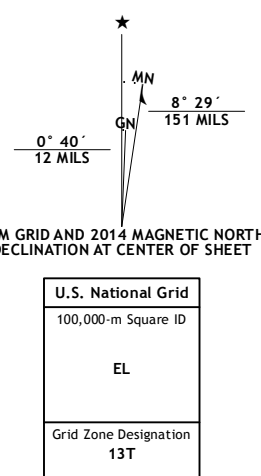 MN
GN
8° 29´
151 MILS
0° 40´
12 MILS
M GRID AND 2014 MAGNETIC NORTH
DECLINATION AT CENTER OF SHEET
U.S. National Grid
100,000-m Square ID
EL
Grid Zone Designation
13T